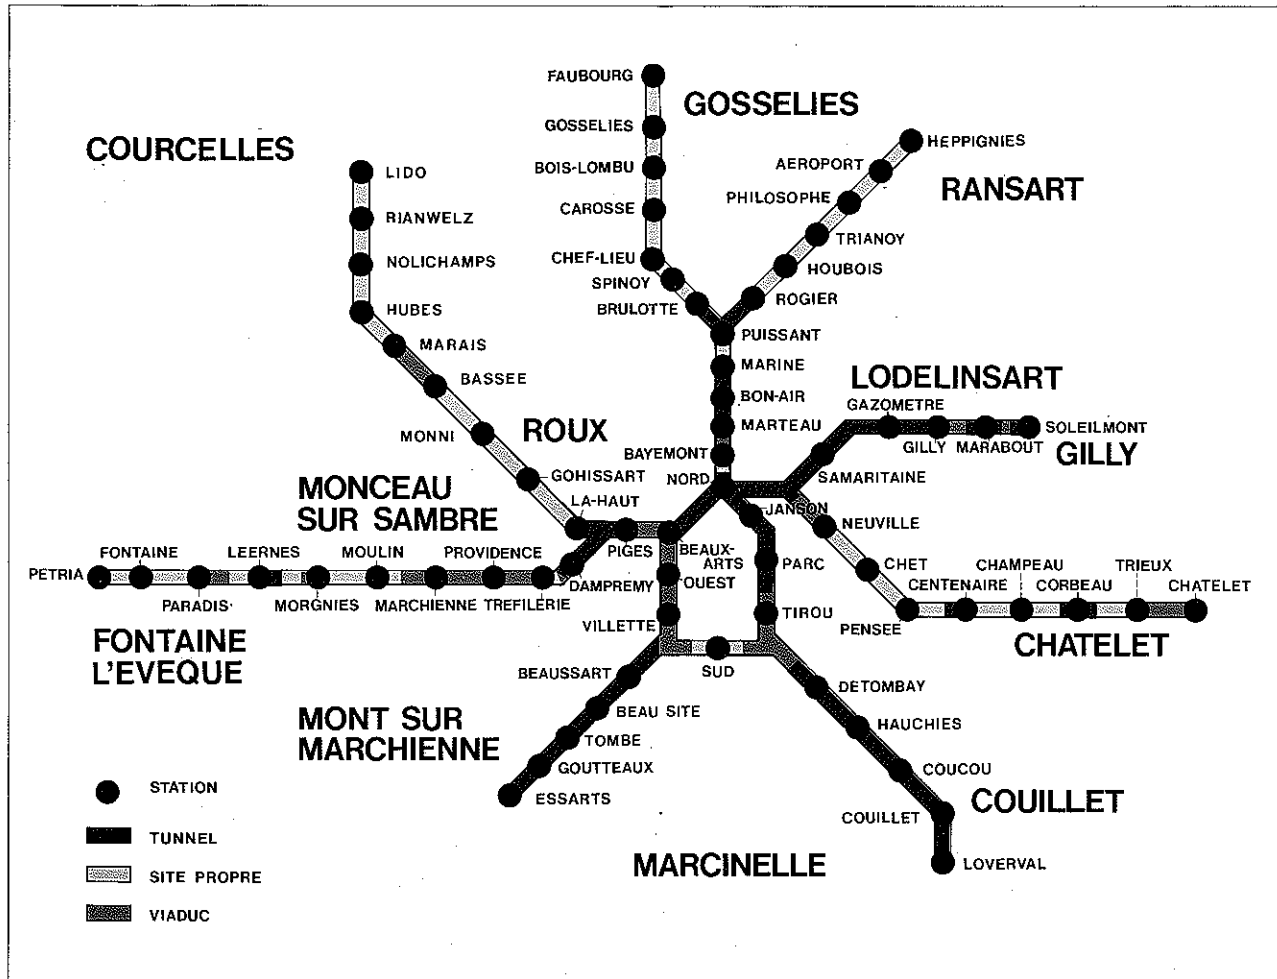 FAUBOURG
GOSSELIES
GOSSELIES
BOIS-LOMBU
CAROSSE
CHEF-LIEU
SPINOY
BRULOTTE
HEPPIGNIES
AEROPORT
RANSART
PHILOSOPHE
TRIANOY
HOUBOIS
ROGIER
PUISSANT
MARINE
BON-AIR
MARTEAU
BAYEMONT
NORD
COURCELLES
LIDO
RIANWELZ
NOLICHAMPS
HUBES
MARAIS
BASSEE
MONNI
ROUX
GOHISSART
LA-HAUT
PIGES
BEAUX-
ARTS
LODELINSART
GAZOMETRE
SOLEILMONT
GILLY
MARABOUT
GILLY
SAMARITAINE
JANSON
NEUVILLE
PARC
CHET
CHAMPEAU
TRIEUX
CENTENAIRE
CORBEAU
CHATELET
PENSEE
CHATELET
MONCEAU
SUR SAMBRE
FONTAINE
LEERNES
MOULIN
PROVIDENCE
PETRIA
DAMPREMY
PARADIS
MORGNIES
MARCHIENNE
TREFILERIE
FONTAINE
L'EVEQUE
OUEST
VILLETTE
TIROU
SUD
BEAUSSART
BEAU SITE
TOMBE
GOUTTEAUX
ESSARTS
MONT SUR
MARCHIENNE
DETOMBAY
HAUCHIES
COUCOU
COUILLET
COUILLET
LOVERVAL
MARCINELLE
STATION
TUNNEL
SITE PROPRE
VIADUC